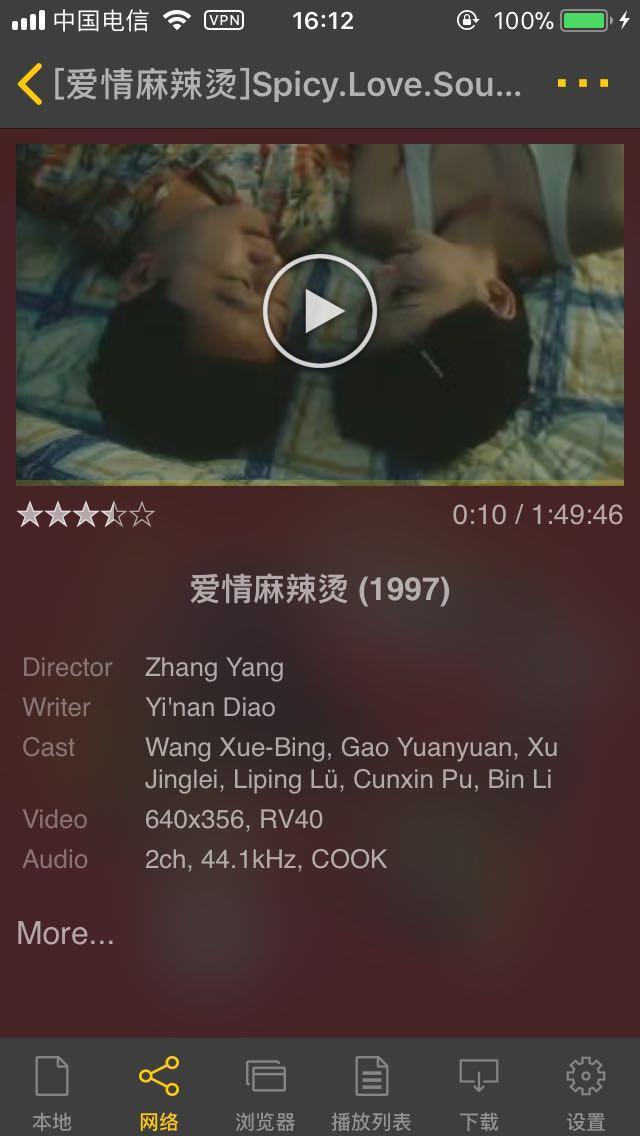 中国电信 VPN 16:12 100%
[爱情麻辣烫]Spicy.Love.Sou...
0:10 / 1:49:46
爱情麻辣烫 (1997)
Director Zhang Yang
Writer Yi'nan Diao
Cast Wang Xue-Bing, Gao Yuanyuan, Xu
Jinglei, Liping Lü, Cunxin Pu, Bin Li
Video 640x356, RV40
Audio 2ch, 44.1kHz, COOK
More...
本地 网络 浏览器 播放列表 下载 设置